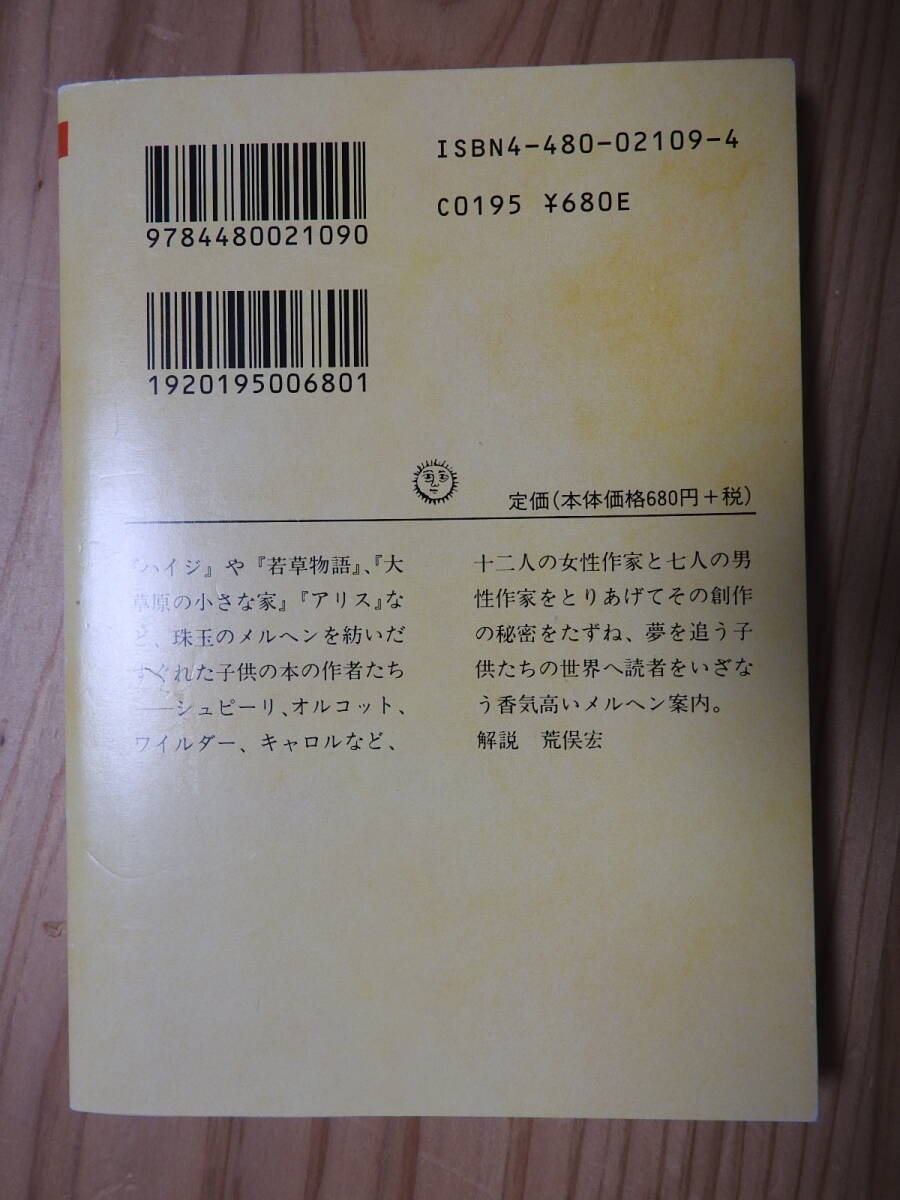 ISBN4-480-02109-4
C0195 ¥680E
9784480021090
1920195006801
定価(本体価格680円+税)
『ハイジ』や『若草物語』、『大
草原の小さな家』『アリス』な
ど、珠玉のメルヘンを紡いだ
すぐれた子供の本の作者たち
――シュピーリ、オルコット、
ワイルダー、キャロルなど、
十二人の女性作家と七人の男
性作家をとりあげてその創作
の秘密をたずね、夢を追う子
供たちの世界へ読者をいざな
う香気高いメルヘン案内。
解説 荒俣宏